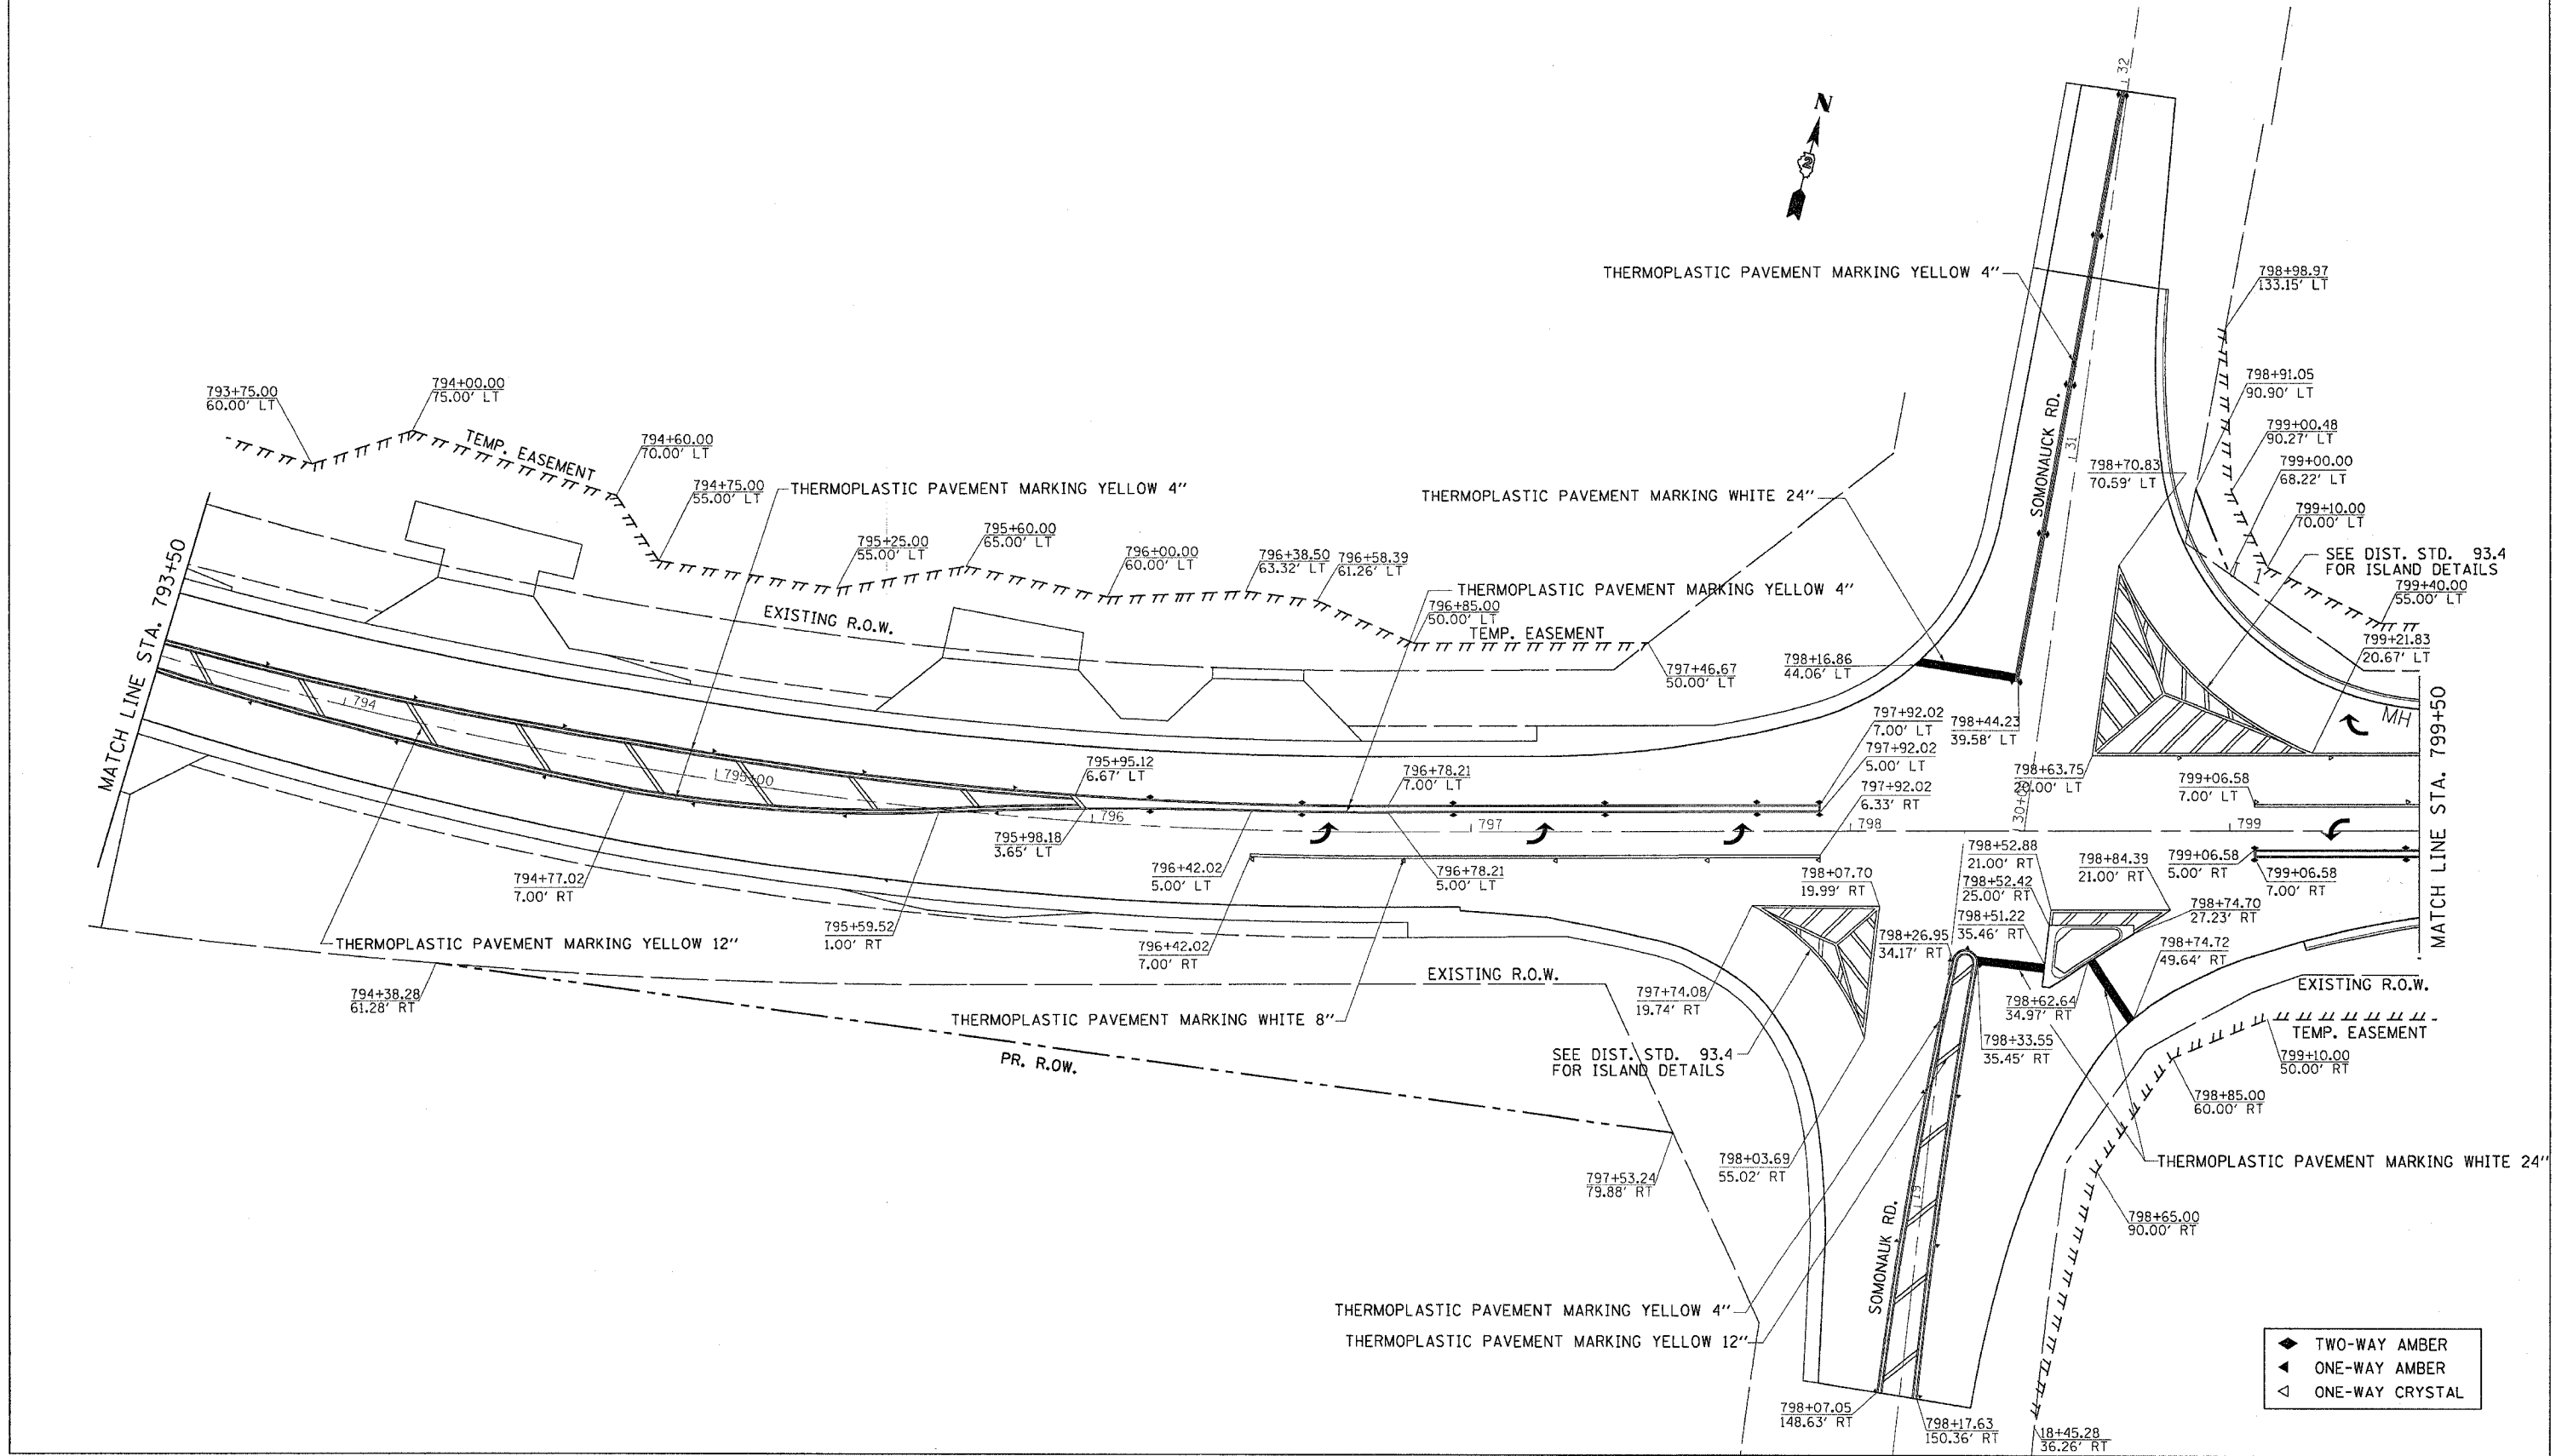 32
N
2
THERMOPLASTIC PAVEMENT MARKING YELLOW 4"
798+98.97
133.15' LT
793+75.00
60.00' LT
794+00.00
75.00' LT
TEMP. EASEMENT
794+60.00
70.00' LT
794+75.00
55.00' LT
THERMOPLASTIC PAVEMENT MARKING YELLOW 4"
795+25.00
55.00' LT
795+60.00
65.00' LT
796+00.00
60.00' LT
796+38.50
63.32' LT
796+58.39
61.26' LT
THERMOPLASTIC PAVEMENT MARKING WHITE 24"
THERMOPLASTIC PAVEMENT MARKING YELLOW 4"
796+85.00
50.00' LT
TEMP. EASEMENT
797+46.67
50.00' LT
SOMONAUCK RD.
31
798+70.83
70.59' LT
798+91.05
90.90' LT
799+00.48
90.27' LT
799+00.00
68.22' LT
799+10.00
70.00' LT
SEE DIST. STD. 93.4
FOR ISLAND DETAILS
799+40.00
55.00' LT
799+21.83
20.67' LT
MATCH LINE STA. 793+50
EXISTING R.O.W.
794
795+00
795+95.12
6.67' LT
796+78.21
7.00' LT
798+16.86
44.06' LT
797+92.02
7.00' LT
798+44.23
39.58' LT
797+92.02
5.00' LT
797+92.02
6.33' RT
798+63.75
20.00' LT
799+06.58
7.00' LT
MH
MATCH LINE STA. 799+50
796
797
798
799
795+98.18
3.65' LT
794+77.02
7.00' RT
796+42.02
5.00' LT
796+78.21
5.00' LT
798+07.70
19.99' RT
798+52.88
21.00' RT
798+52.42
25.00' RT
798+51.22
35.46' RT
798+84.39
21.00' RT
799+06.58
5.00' RT
799+06.58
7.00' RT
798+74.70
27.23' RT
798+74.72
49.64' RT
795+59.52
1.00' RT
796+42.02
7.00' RT
THERMOPLASTIC PAVEMENT MARKING YELLOW 12"
798+26.95
34.17' RT
794+38.28
61.28' RT
EXISTING R.O.W.
797+74.08
19.74' RT
798+62.64
34.97' RT
EXISTING R.O.W.
THERMOPLASTIC PAVEMENT MARKING WHITE 8"
PR. R.OW.
SEE DIST. STD. 93.4
FOR ISLAND DETAILS
798+33.55
35.45' RT
TEMP. EASEMENT
799+10.00
50.00' RT
798+85.00
60.00' RT
798+03.69
55.02' RT
797+53.24
79.88' RT
THERMOPLASTIC PAVEMENT MARKING WHITE 24"
19
SOMONAUK RD.
798+65.00
90.00' RT
THERMOPLASTIC PAVEMENT MARKING YELLOW 4"
THERMOPLASTIC PAVEMENT MARKING YELLOW 12"
TWO-WAY AMBER
ONE-WAY AMBER
ONE-WAY CRYSTAL
798+07.05
148.63' RT
798+17.63
150.36' RT
18+45.28
36.26' RT